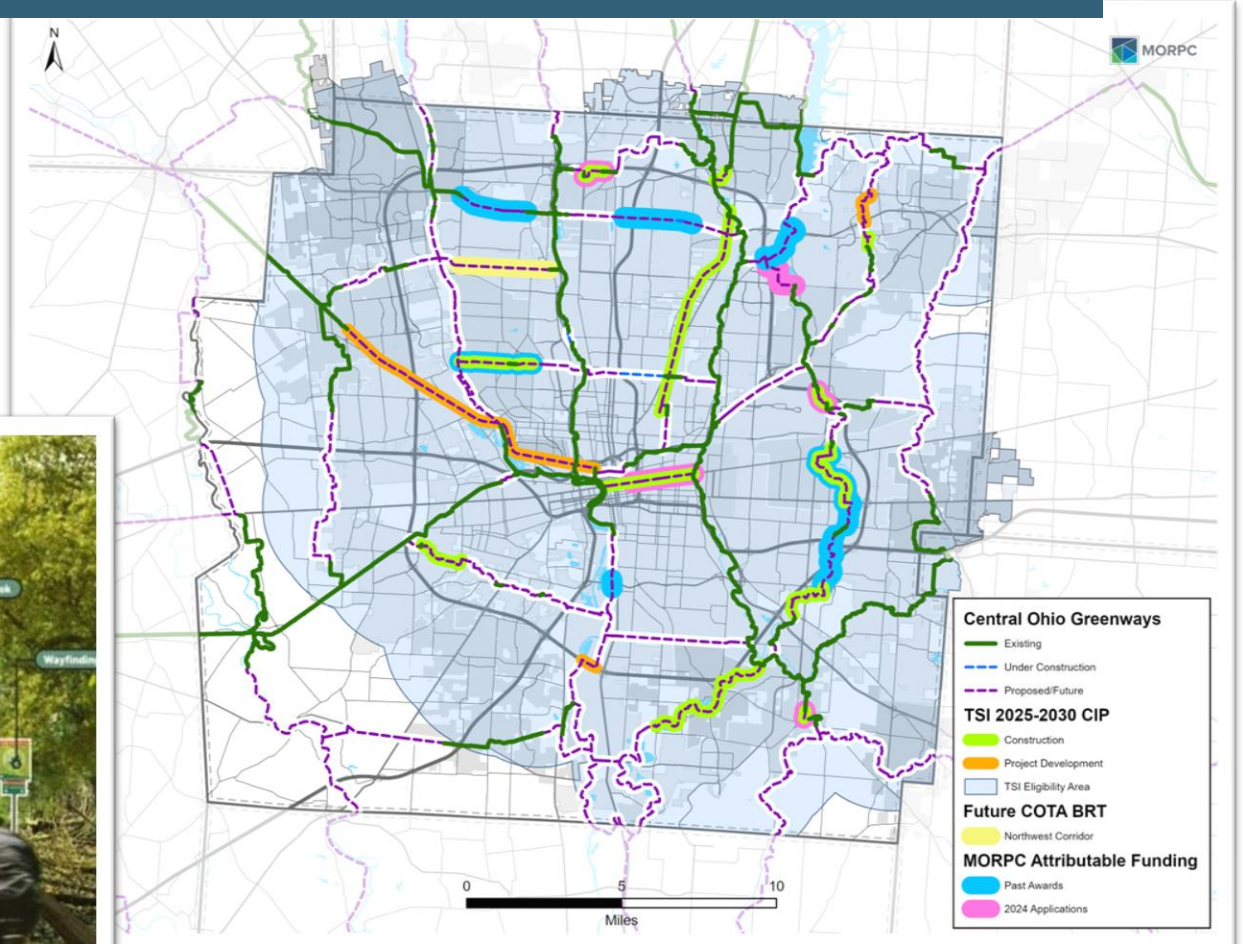 N
MORPC
ok
Wayfinding
Central Ohio Greenways
Existing
Under Construction
Proposed/Future
TSI 2025-2030 CIP
Construction
Project Development
TSI Eligibility Area
Future COTA BRT
Northwest Corridor
MORPC Attributable Funding
Past Awards
2024 Applications
0 5 10
Miles